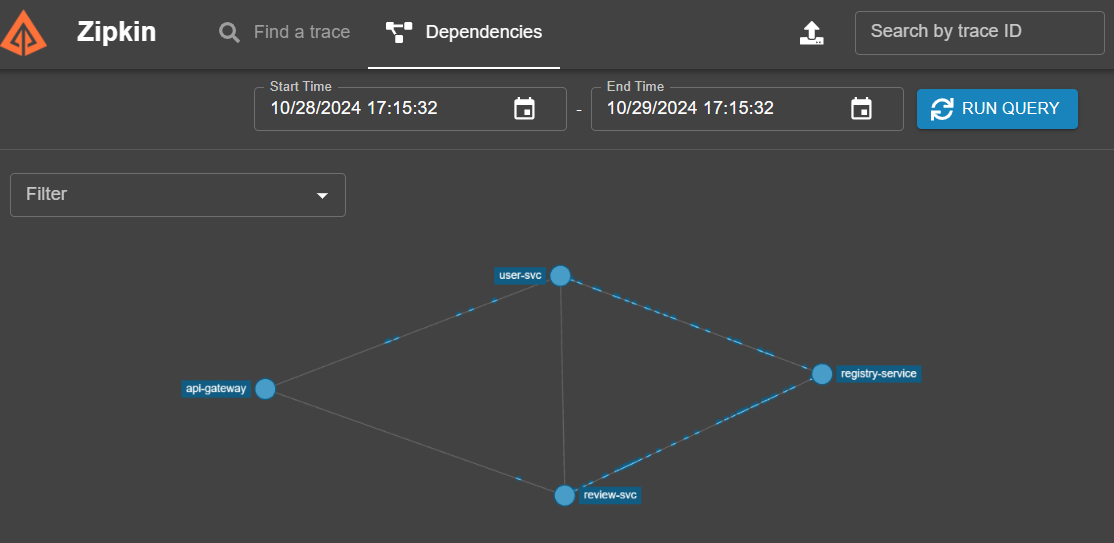 Zipkin
Find a trace
Dependencies
Search by trace ID
Start Time
10/28/2024 17:15:32
-
End Time
10/29/2024 17:15:32
RUN QUERY
Filter
user-svc
registry-service
api-gateway
review-svc